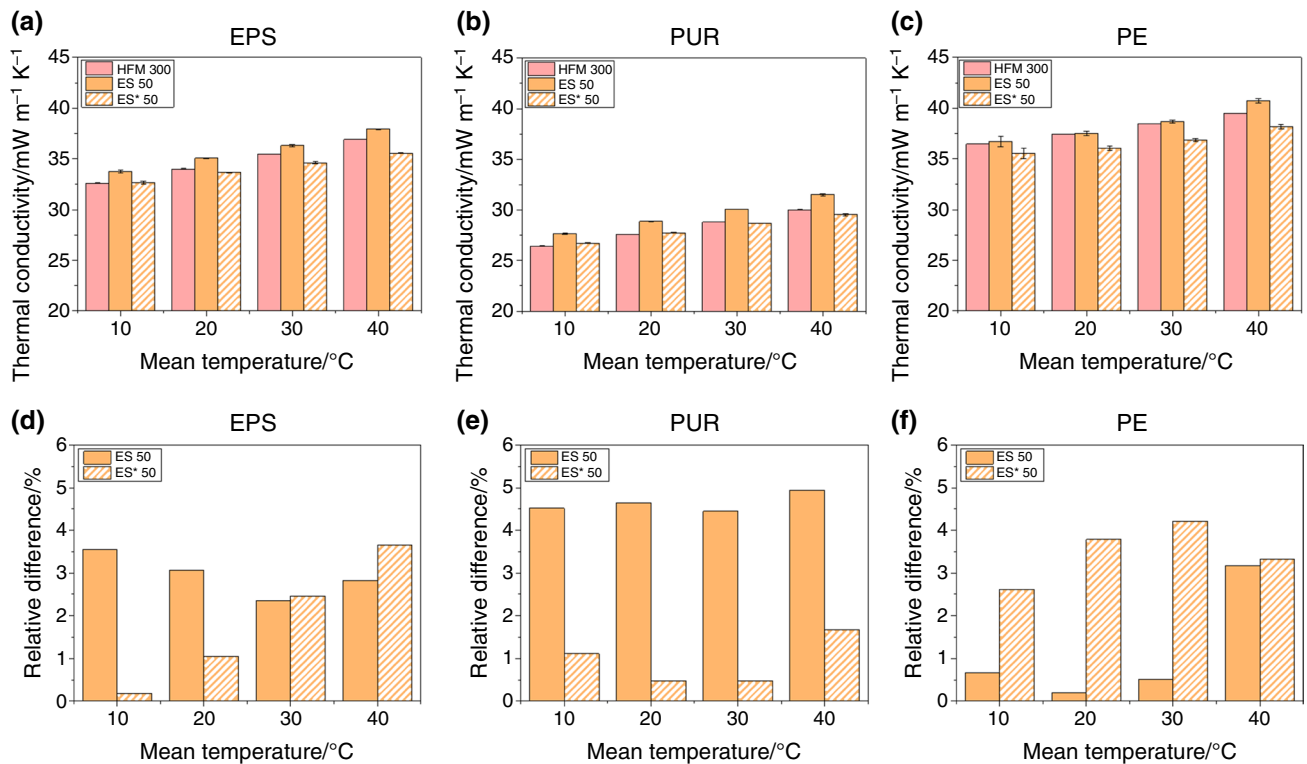 (a)
EPS
Thermal conductivity/mW m⁻¹ K⁻¹
45
40
35
30
25
20
HFM 300
ES 50
ES* 50
10 20 30 40
Mean temperature/°C
(b)
PUR
Thermal conductivity/mW m⁻¹ K⁻¹
45
40
35
30
25
20
HFM 300
ES 50
ES* 50
10 20 30 40
Mean temperature/°C
(c)
PE
Thermal conductivity/mW m⁻¹ K⁻¹
45
40
35
30
25
20
HFM 300
ES 50
ES* 50
10 20 30 40
Mean temperature/°C
(d)
EPS
Relative difference/%
6
5
4
3
2
1
0
ES 50
ES* 50
10 20 30 40
Mean temperature/°C
(e)
PUR
Relative difference/%
6
5
4
3
2
1
0
ES 50
ES* 50
10 20 30 40
Mean temperature/°C
(f)
PE
Relative difference/%
6
5
4
3
2
1
0
ES 50
ES* 50
10 20 30 40
Mean temperature/°C